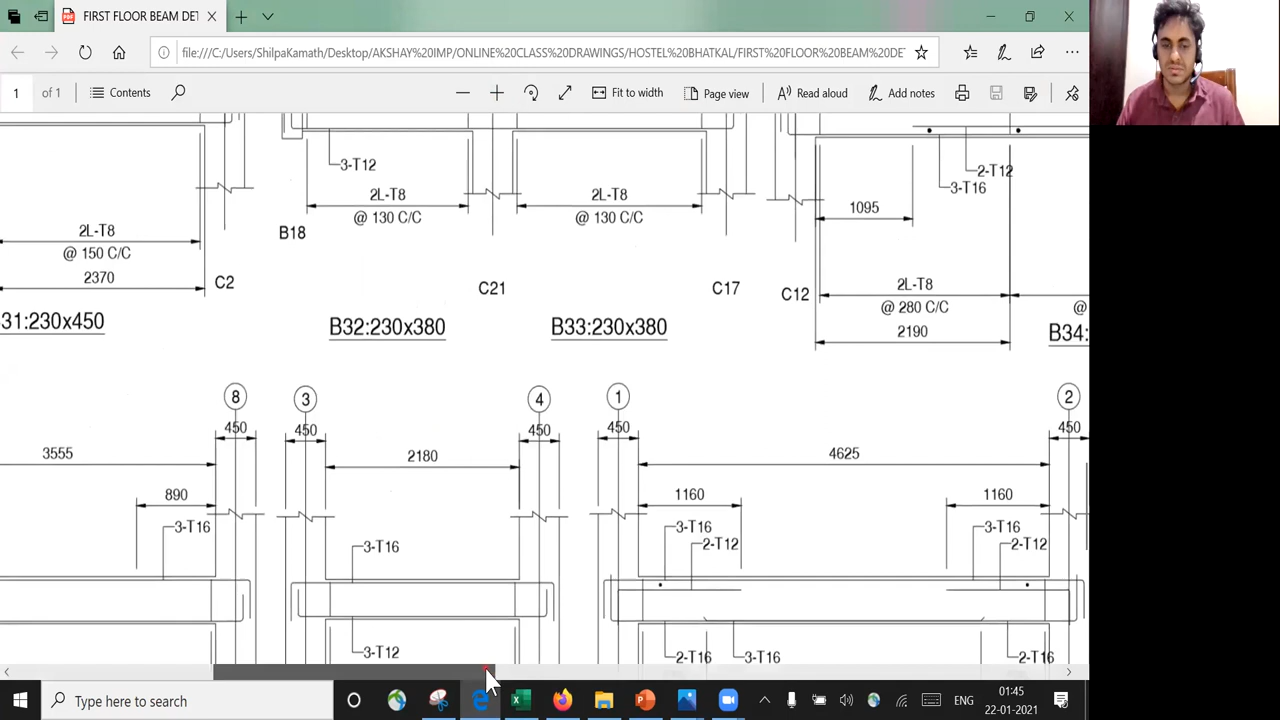 FIRST FLOOR BEAM DET
file:///C:/Users/ShilpaKamath/Desktop/AKSHAY%20IMP/ONLINE%20CLASS%20DRAWINGS/HOSTEL%20BHATKAL/FIRST%20FLOOR%20BEAM%20DET
1 of 1 Contents Fit to width Page view Read aloud Add notes
3-T12
2-T12
3-T16
2L-T8 2L-T8
1095
@ 130 C/C @ 130 C/C
2L-T8
B18
@ 150 C/C
2370
C2
C21 C17 C12
2L-T8
@ 280 C/C @
2190
31:230x450
B32:230x380 B33:230x380
B34:
8 3 4 1 2
450 450 450 450 450
3555 2180 4625
890 1160 1160
3-T16 3-T16 3-T16
2-T12 2-T12
3-T16
3-T12
2-T16 3-T16 2-T16
Type here to search
ENG
01:45
22-01-2021